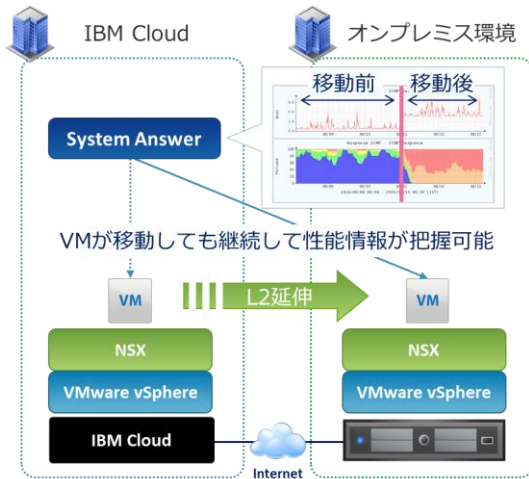 IBM Cloud
オンプレミス環境
移動前
移動後
System Answer
VMが移動しても継続して性能情報が把握可能
VM
L2延伸
VM
NSX
NSX
VMware vSphere
VMware vSphere
IBM Cloud
Internet